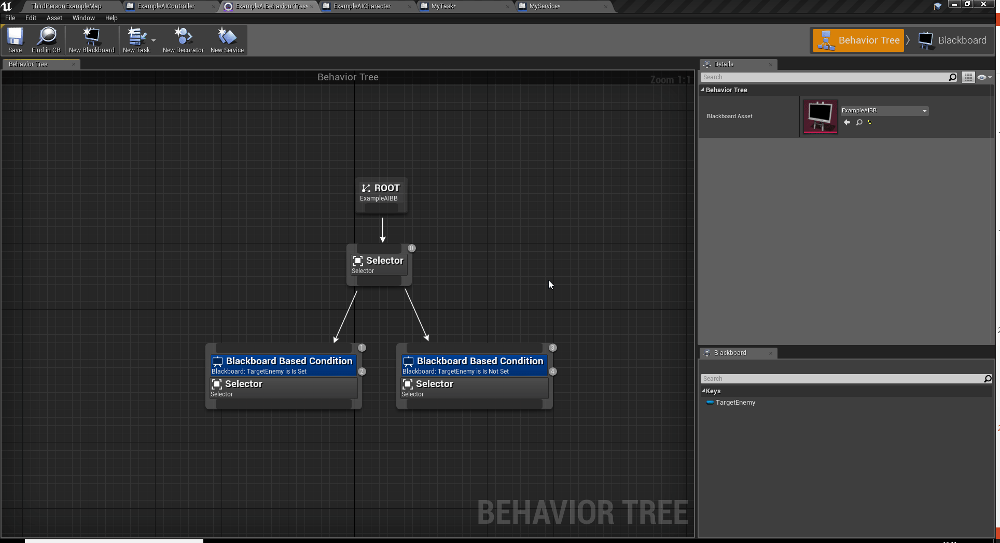 ThirdPersonExampleMap
ExampleAIController
ExampleAIBehaviourTree*
ExampleAICharacter
MyTask*
MyService*
File Edit Asset Window Help
Save
Find in CB
New Blackboard
New Task
New Decorator
New Service
Behavior Tree
Blackboard
Behavior Tree
Behavior Tree
Zoom 1:1
ROOT
ExampleAIBB
0
Selector
Selector
1
Blackboard Based Condition
Blackboard: TargetEnemy is Is Set
2
Selector
Selector
3
Blackboard Based Condition
Blackboard: TargetEnemy is Is Not Set
4
Selector
Selector
BEHAVIOR TREE
Details
Search
Behavior Tree
Blackboard Asset
ExampleAIBB
Blackboard
Search
Keys
TargetEnemy